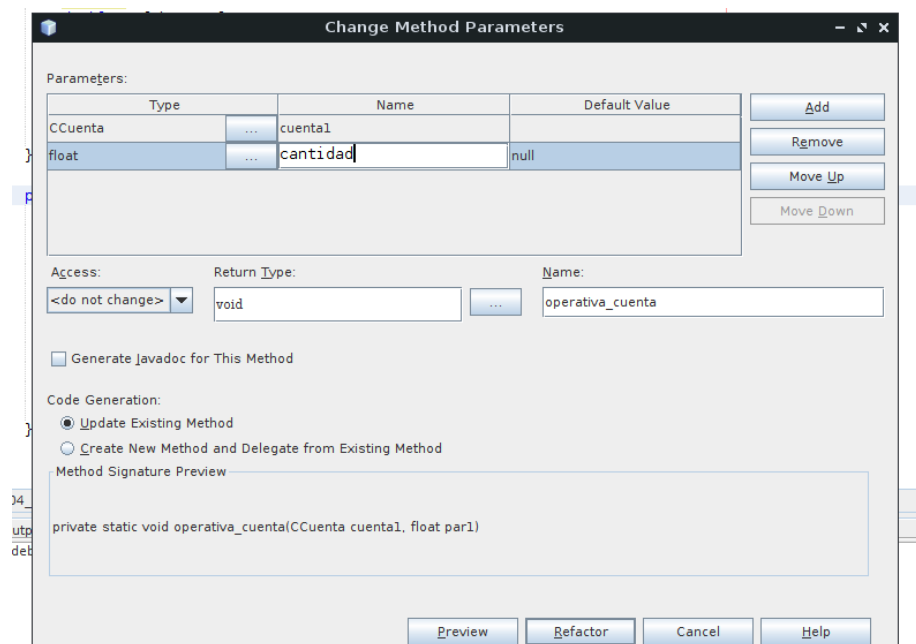 Change Method Parameters
Parameters:
Type Name Default Value
CCuenta ... cuenta1
float ... cantidad null
Add
Remove
Move Up
Move Down
Access: Return Type: Name:
<do not change> void ... operativa_cuenta
Generate Javadoc for This Method
Code Generation:
Update Existing Method
Create New Method and Delegate from Existing Method
Method Signature Preview
private static void operativa_cuenta(CCuenta cuenta1, float par1)
Preview Refactor Cancel Help
}
p
}
04_
utp
deb